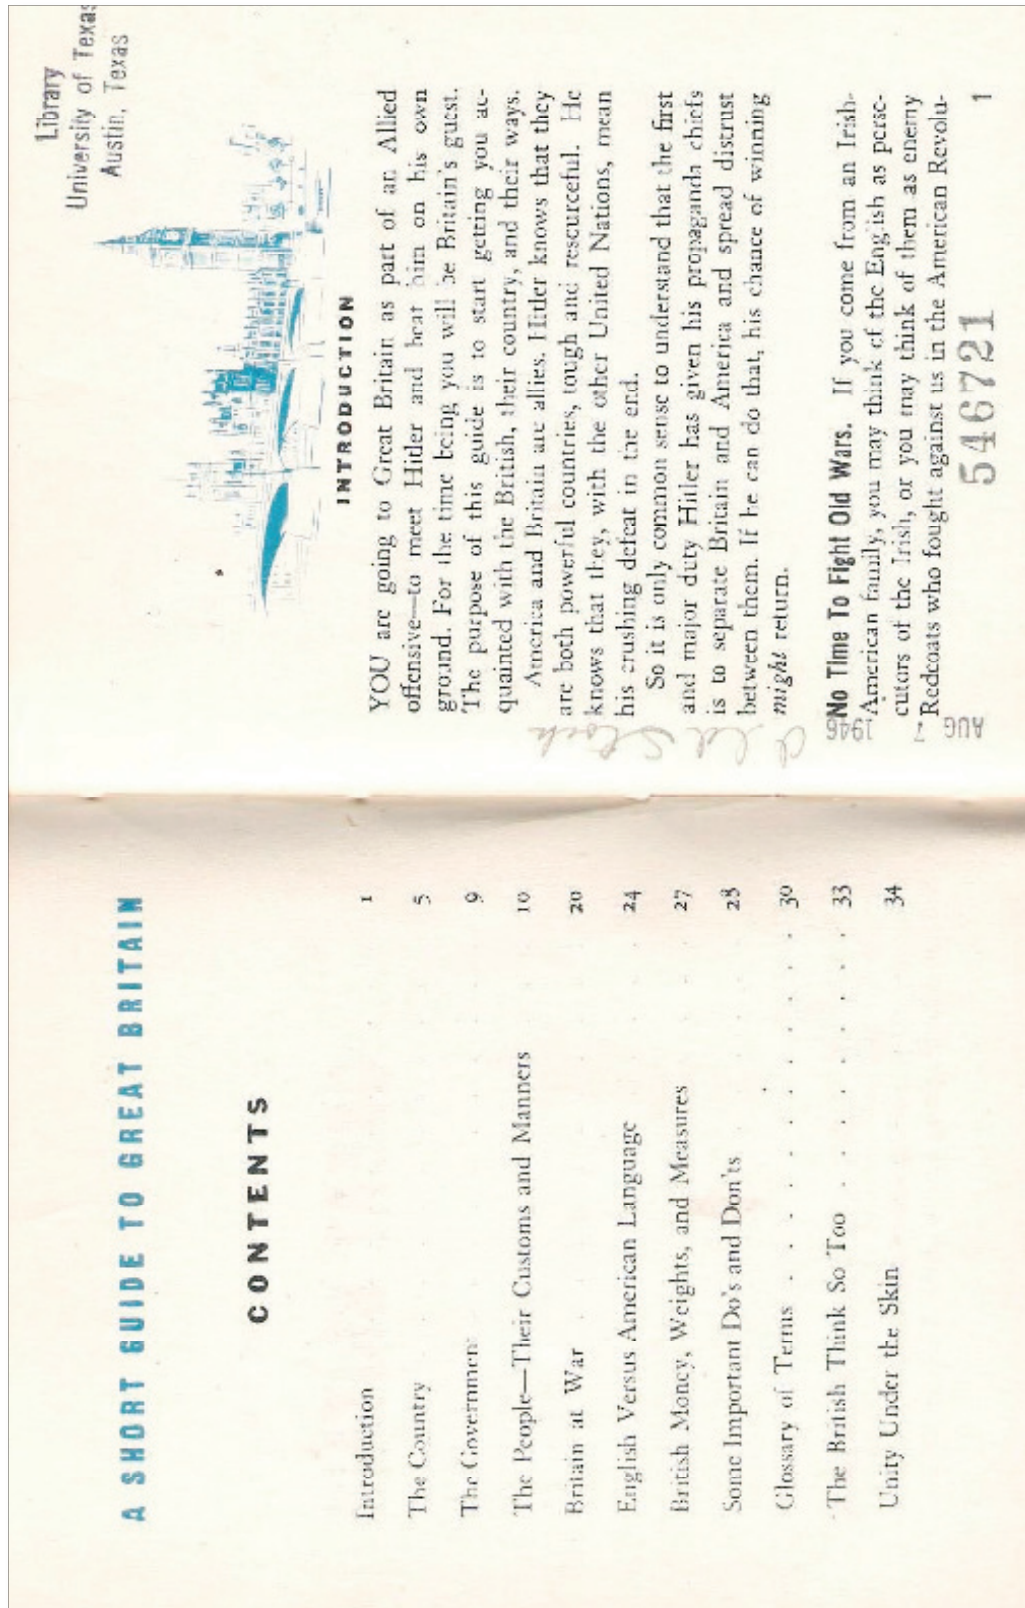 A SHORT GUIDE TO GREAT BRITAIN
CONTENTS
Introduction . . . 1
The Country . . . 5
The Government . . . 9
The People—Their Customs and Manners . . . 10
Britain at War . . . 20
English Versus American Language . . . 24
British Money, Weights, and Measures . . . 27
Some Important Do's and Don'ts . . . 28
Glossary of Terms . . . . . . . . . 30
The British Think So Too . . . . . . . 33
Unity Under the Skin . . . 34
Library
University of Texas
Austin, Texas
INTRODUCTION
YOU are going to Great Britain as part of an Allied
offensive—to meet Hitler and beat him on his own
ground. For the time being you will be Britain's guest.
The purpose of this guide is to start getting you ac-
quainted with the British, their country, and their ways.
America and Britain are allies. Hitler knows that they
are both powerful countries, tough and resourceful. He
knows that they, with the other United Nations, mean
his crushing defeat in the end.
So it is only common sense to understand that the first
and major duty Hitler has given his propaganda chiefs
is to separate Britain and America and spread distrust
between them. If he can do that, his chance of winning
might return.
No Time To Fight Old Wars. If you come from an Irish-
American family, you may think of the English as perse-
cutors of the Irish, or you may think of them as enemy
Redcoats who fought against us in the American Revolu-
1
546721
AUG 7 1946
Old Stock